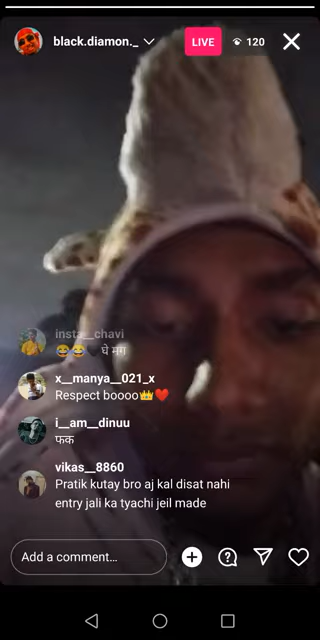 black.diamon._
LIVE
120
insta__chavi
😂😂🖤 घे मग
x__manya__021_x
Respect boooo👑❤️
i__am__dinuu
फक
vikas__8860
Pratik kutay bro aj kal disat nahi
entry jali ka tyachi jeil made
Add a comment...